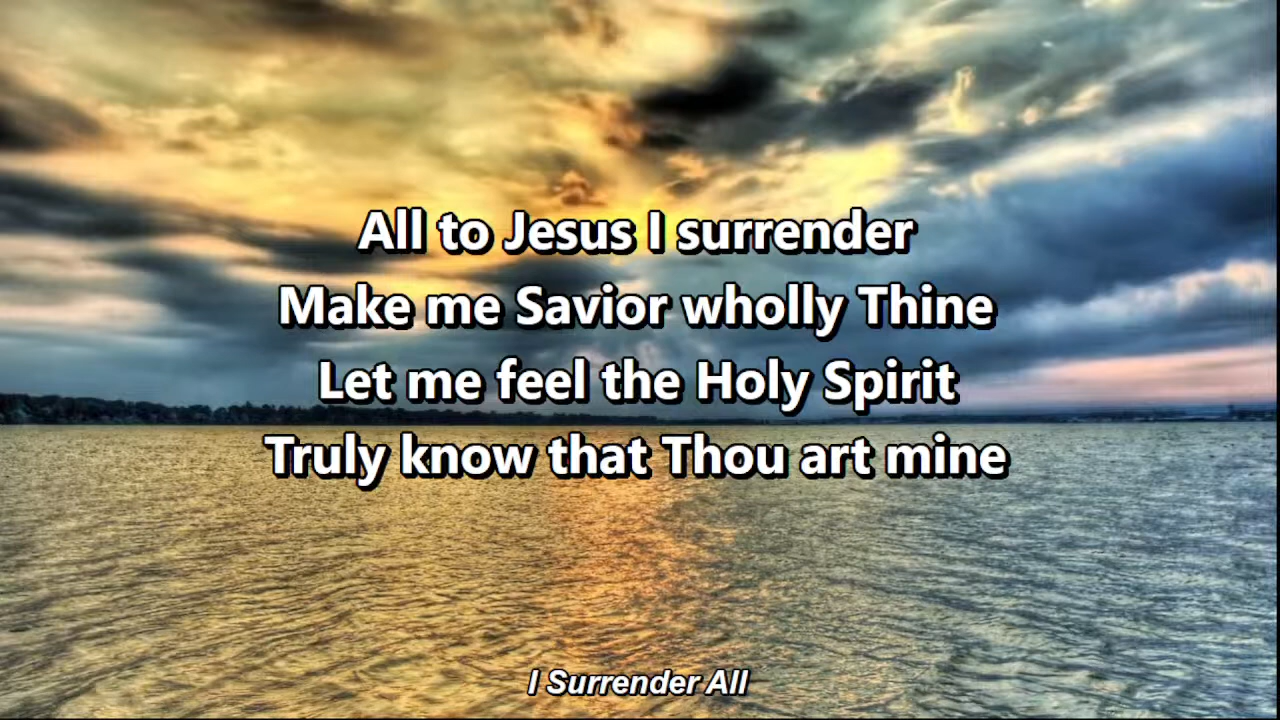 All to Jesus I surrender
Make me Savior wholly Thine
Let me feel the Holy Spirit
Truly know that Thou art mine
I Surrender All